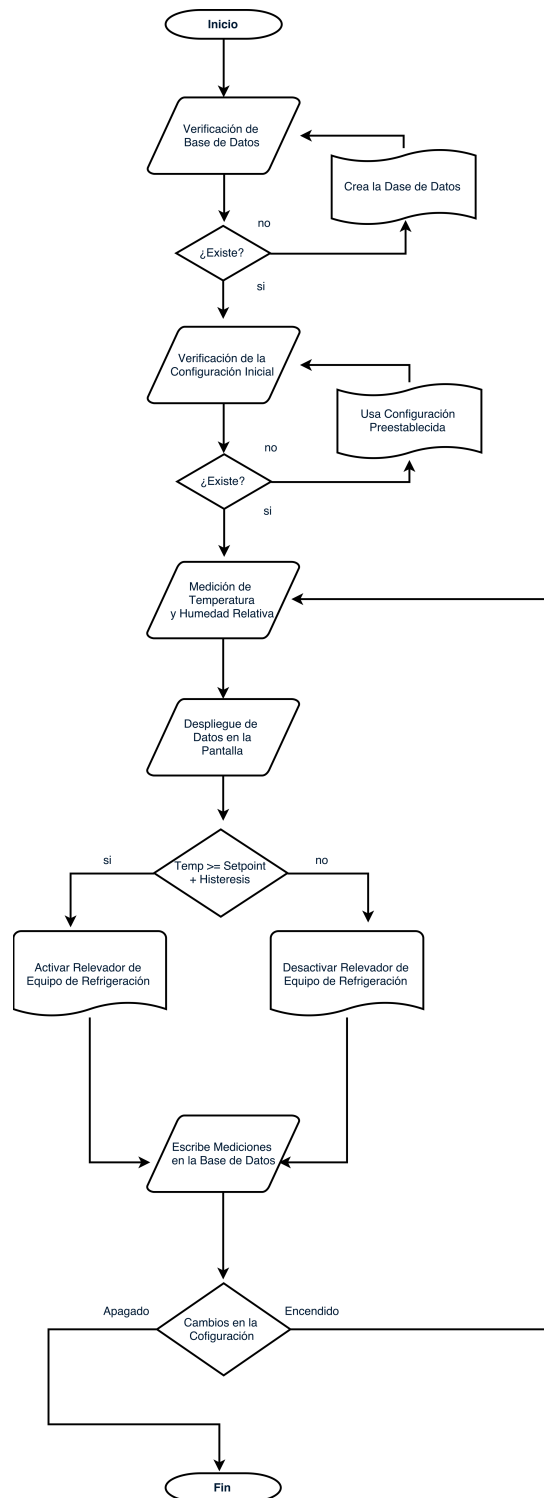 Inicio
Verificación de
Base de Datos
Crea la Dase de Datos
no
¿Existe?
si
Verificación de la
Configuración Inicial
Usa Configuración
Preestablecida
no
¿Existe?
si
Medición de
Temperatura
y Humedad Relativa
Despliegue de
Datos en la
Pantalla
si
Temp >= Setpoint
+ Histeresis
no
Activar Relevador de
Equipo de Refrigeración
Desactivar Relevador de
Equipo de Refrigeración
Escribe Mediciones
en la Base de Datos
Apagado
Encendido
Cambios en la
Cofiguración
Fin